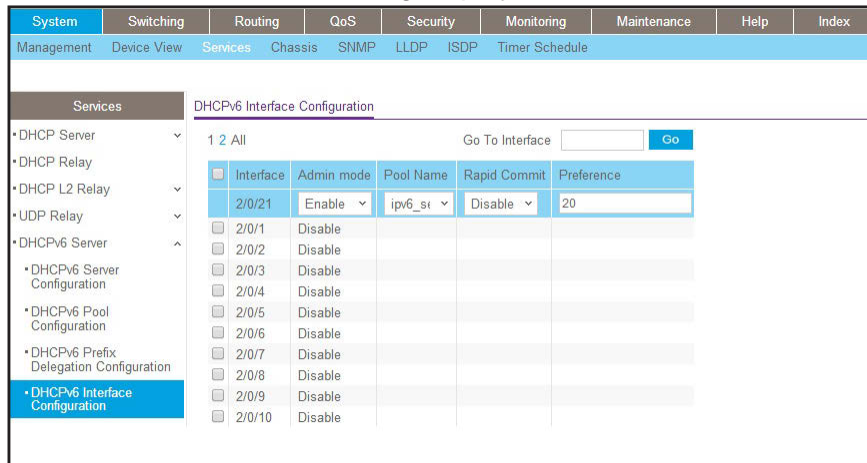 System Switching Routing QoS Security Monitoring Maintenance Help Index
Management Device View Services Chassis SNMP LLDP ISDP Timer Schedule
Services
DHCP Server
DHCP Relay
DHCP L2 Relay
UDP Relay
DHCPv6 Server
DHCPv6 Server
Configuration
DHCPv6 Pool
Configuration
DHCPv6 Prefix
Delegation Configuration
DHCPv6 Interface
Configuration
DHCPv6 Interface Configuration
1 2 All Go To Interface Go
Interface Admin mode Pool Name Rapid Commit Preference
2/0/21 Enable ipv6_se Disable 20
2/0/1 Disable
2/0/2 Disable
2/0/3 Disable
2/0/4 Disable
2/0/5 Disable
2/0/6 Disable
2/0/7 Disable
2/0/8 Disable
2/0/9 Disable
2/0/10 Disable